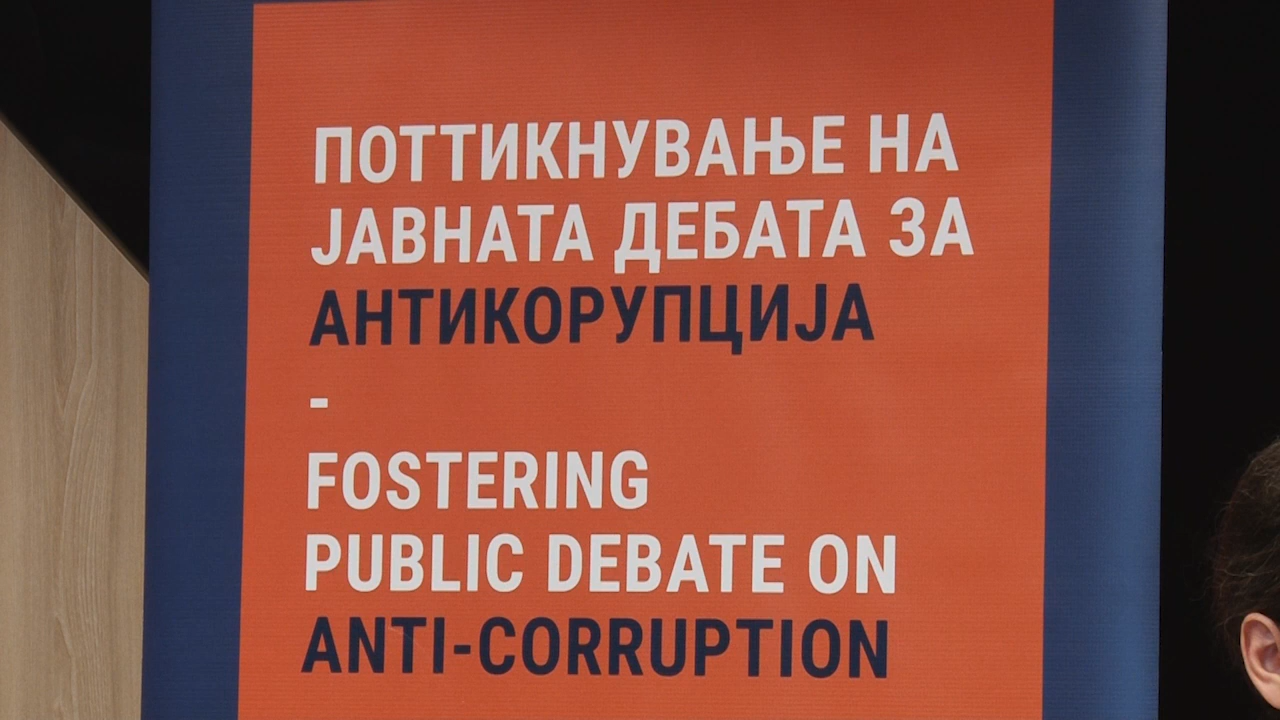 ПОТТИКНУВАЊЕ НА
ЈАВНАТА ДЕБАТА ЗА
АНТИКОРУПЦИЈА
-
FOSTERING
PUBLIC DEBATE ON
ANTI-CORRUPTION